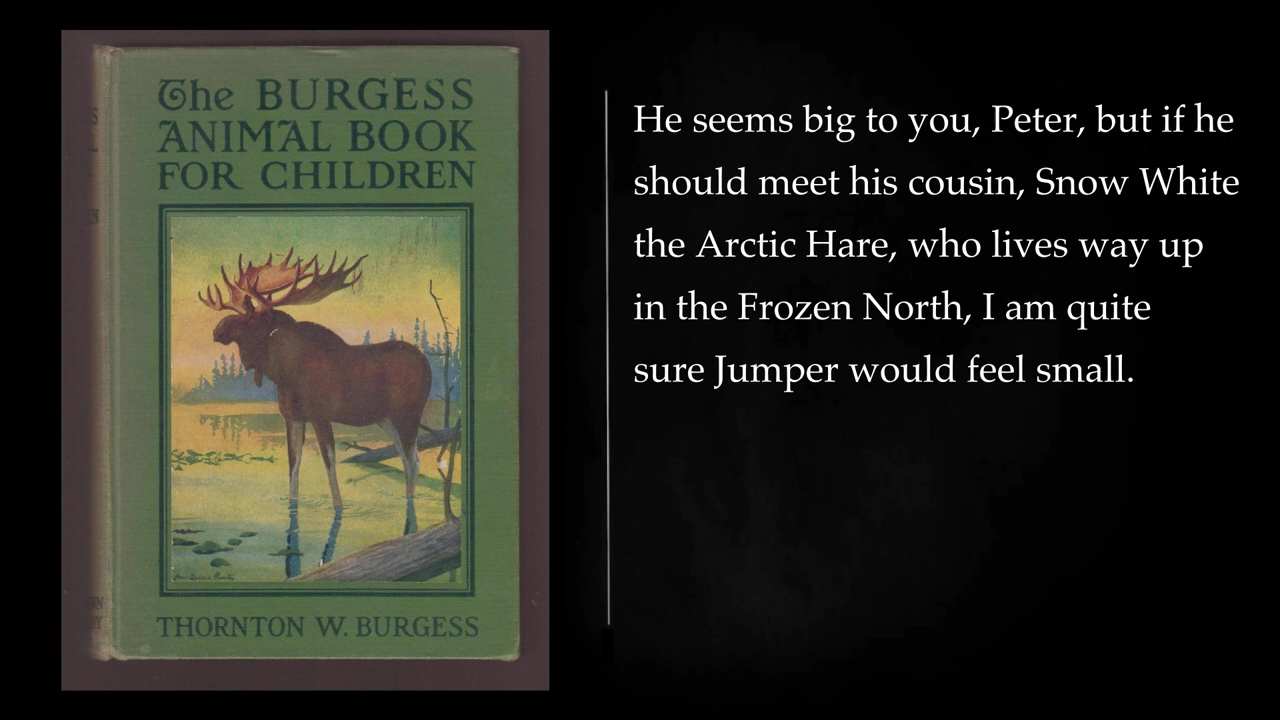 The BURGESS
ANIMAL BOOK
FOR CHILDREN
THORNTON W. BURGESS
He seems big to you, Peter, but if he
should meet his cousin, Snow White
the Arctic Hare, who lives way up
in the Frozen North, I am quite
sure Jumper would feel small.